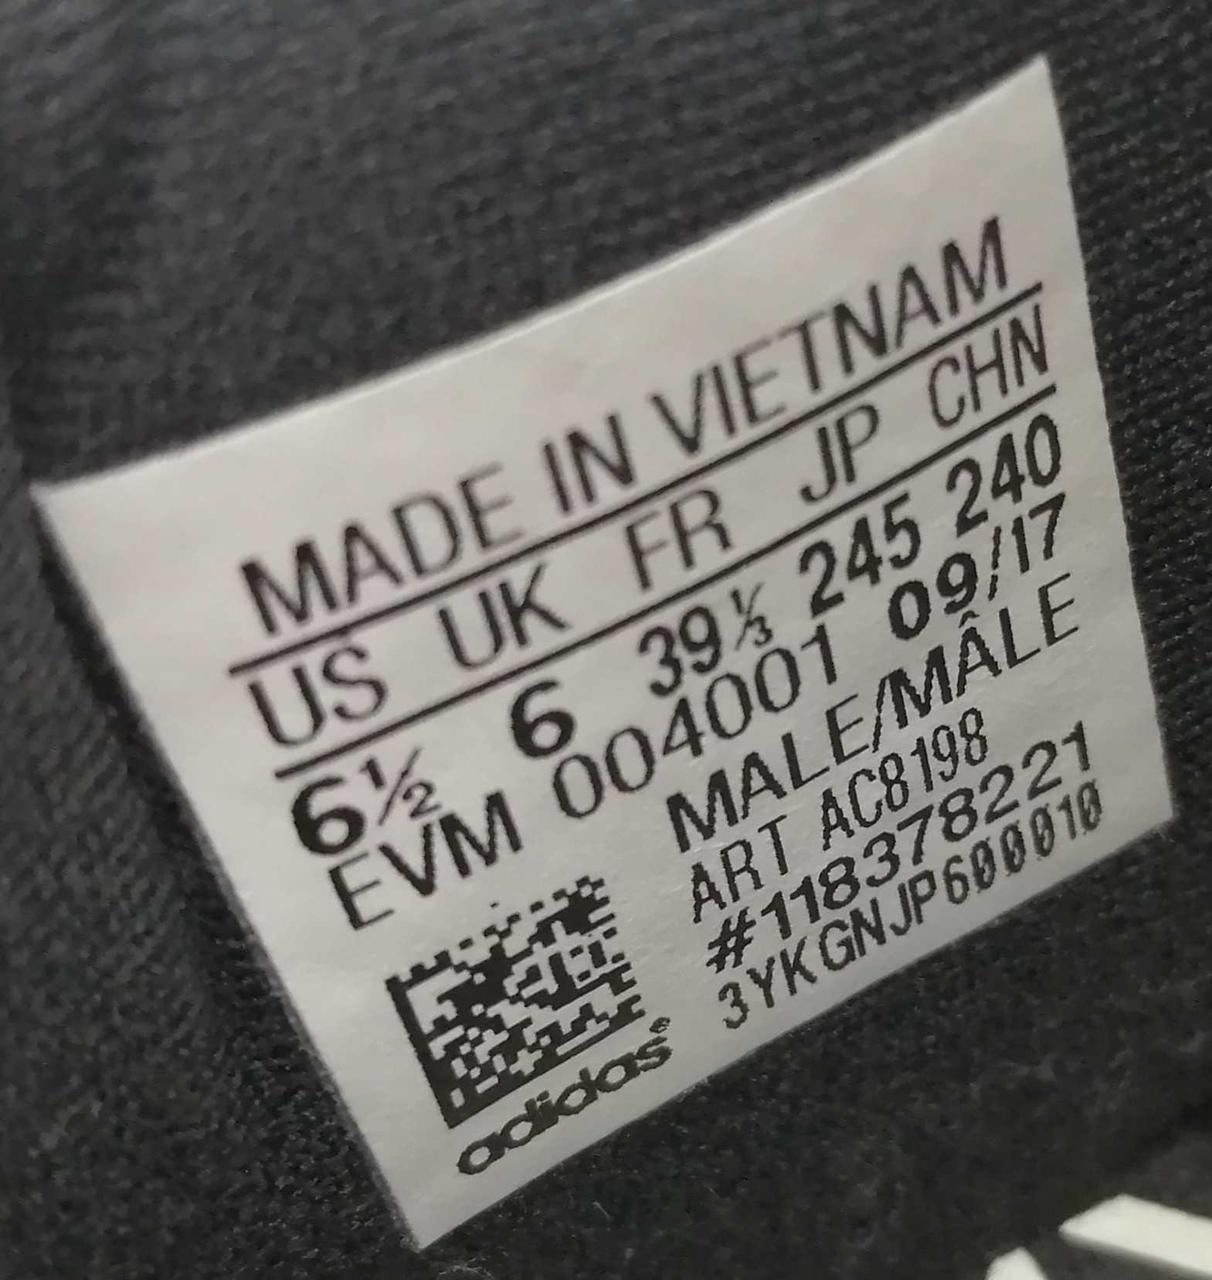 MADE IN VIETNAM
US UK FR JP CHN
6½ 6 39⅓ 245 240
EVM 004001 09/17
MALE/MÂLE
ART AC8198
#118378221
3YKGNJP600010
adidas®